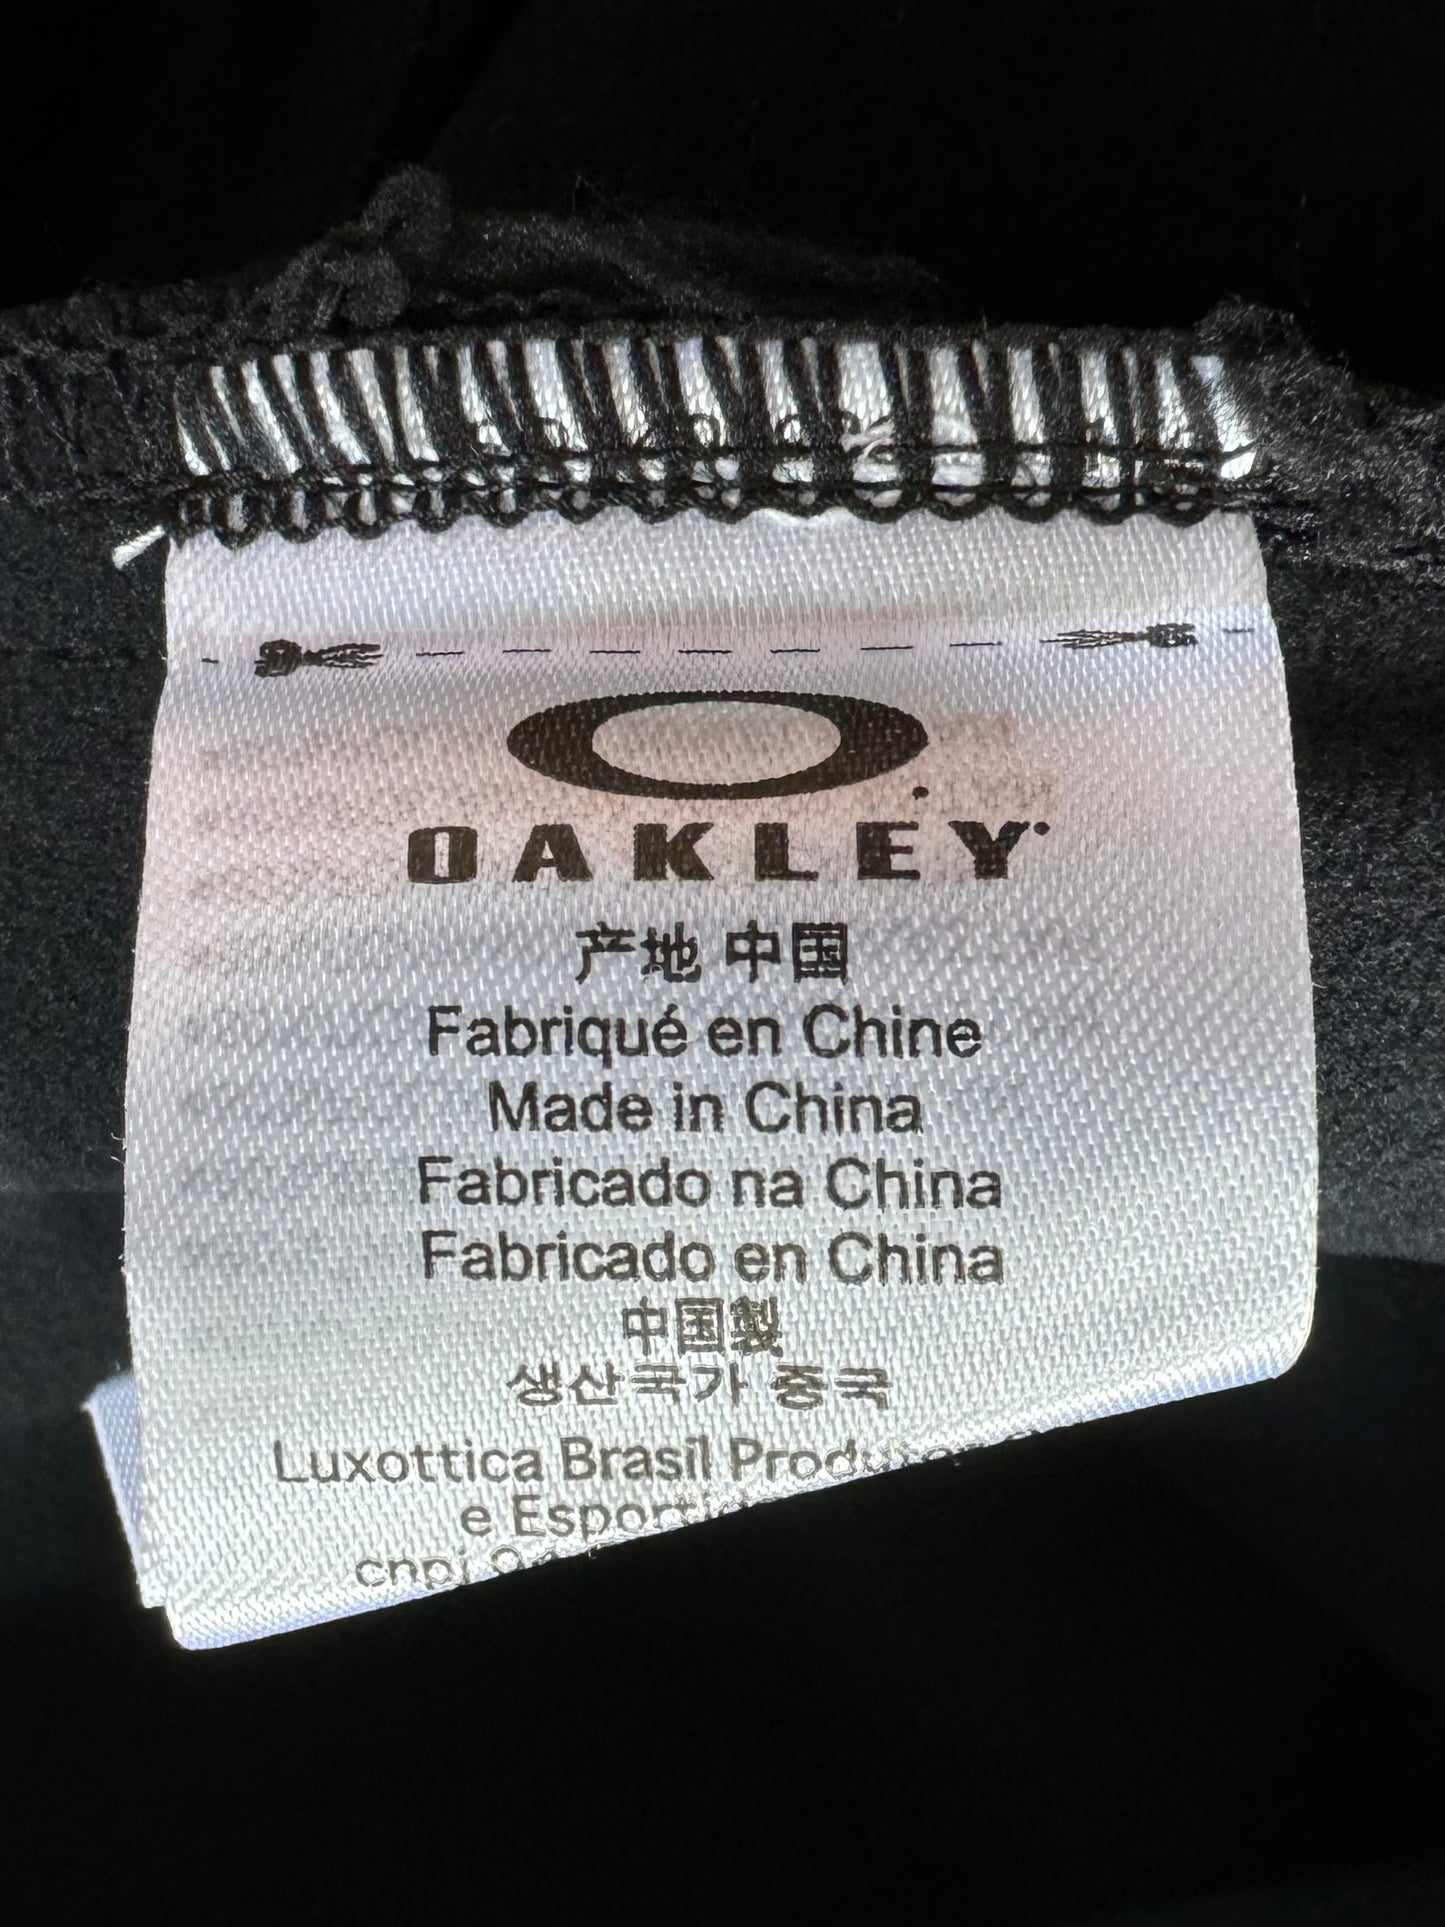 OAKLEY
产地 中国
Fabriqué en Chine
Made in China
Fabricado na China
Fabricado en China
中国製
생산국가 중국
Luxottica Brasil
e
cnpj